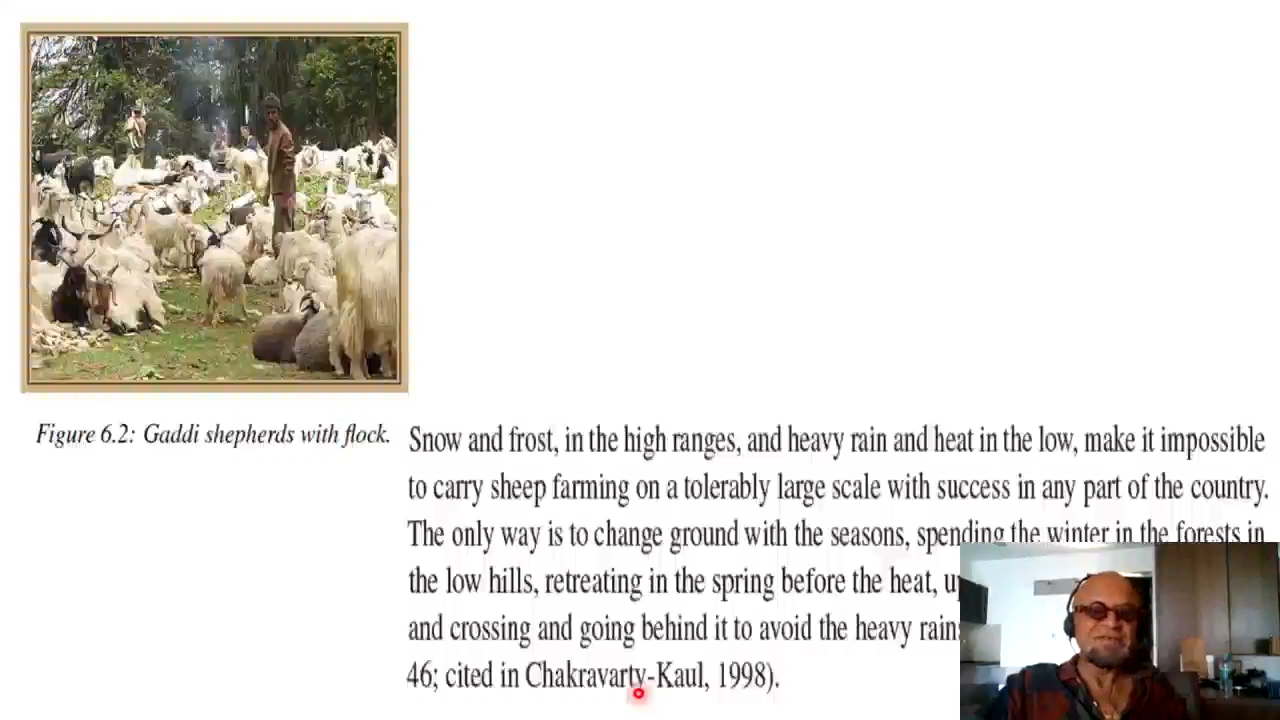 Figure 6.2: Gaddi shepherds with flock.
Snow and frost, in the high ranges, and heavy rain and heat in the low, make it impossible
to carry sheep farming on a tolerably large scale with success in any part of the country.
The only way is to change ground with the seasons, spending the winter in the forests in
the low hills, retreating in the spring before the heat, u
and crossing and going behind it to avoid the heavy rain
46; cited in Chakravarty-Kaul, 1998).